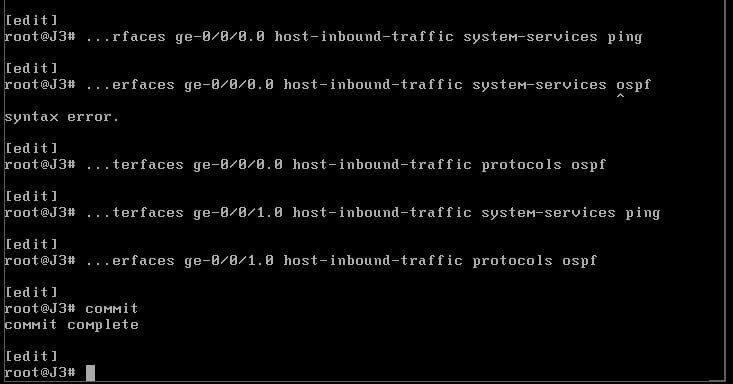 [edit]
root@J3# ...rfaces ge-0/0/0.0 host-inbound-traffic system-services ping
[edit]
root@J3# ...erfaces ge-0/0/0.0 host-inbound-traffic system-services ospf
^
syntax error.
[edit]
root@J3# ...terfaces ge-0/0/0.0 host-inbound-traffic protocols ospf
[edit]
root@J3# ...terfaces ge-0/0/1.0 host-inbound-traffic system-services ping
[edit]
root@J3# ...erfaces ge-0/0/1.0 host-inbound-traffic protocols ospf
[edit]
root@J3# commit
commit complete
[edit]
root@J3#